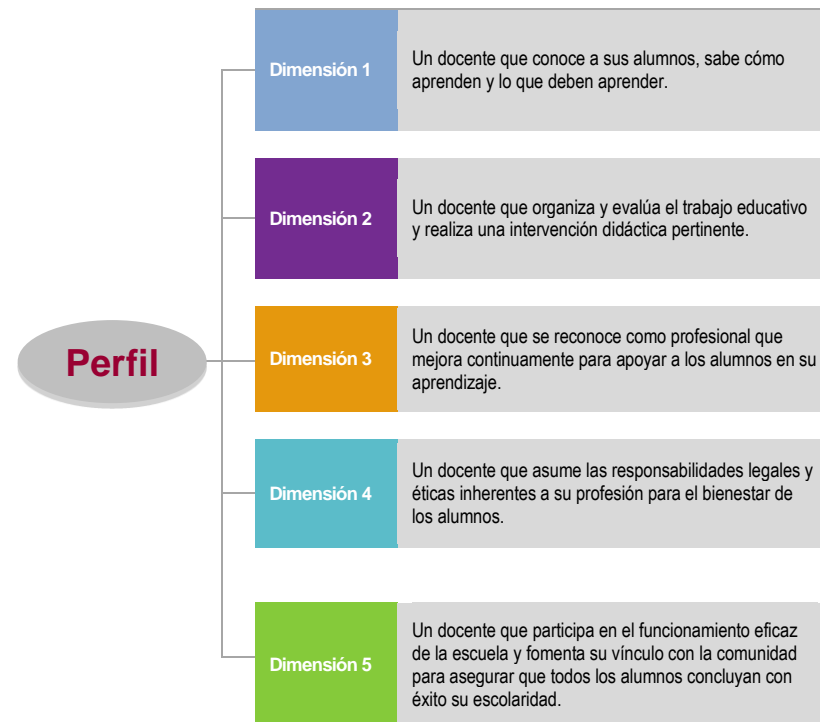 Perfil
Dimensión 1
Un docente que conoce a sus alumnos, sabe cómo
aprenden y lo que deben aprender.
Dimensión 2
Un docente que organiza y evalúa el trabajo educativo
y realiza una intervención didáctica pertinente.
Dimensión 3
Un docente que se reconoce como profesional que
mejora continuamente para apoyar a los alumnos en su
aprendizaje.
Dimensión 4
Un docente que asume las responsabilidades legales y
éticas inherentes a su profesión para el bienestar de
los alumnos.
Dimensión 5
Un docente que participa en el funcionamiento eficaz
de la escuela y fomenta su vínculo con la comunidad
para asegurar que todos los alumnos concluyan con
éxito su escolaridad.